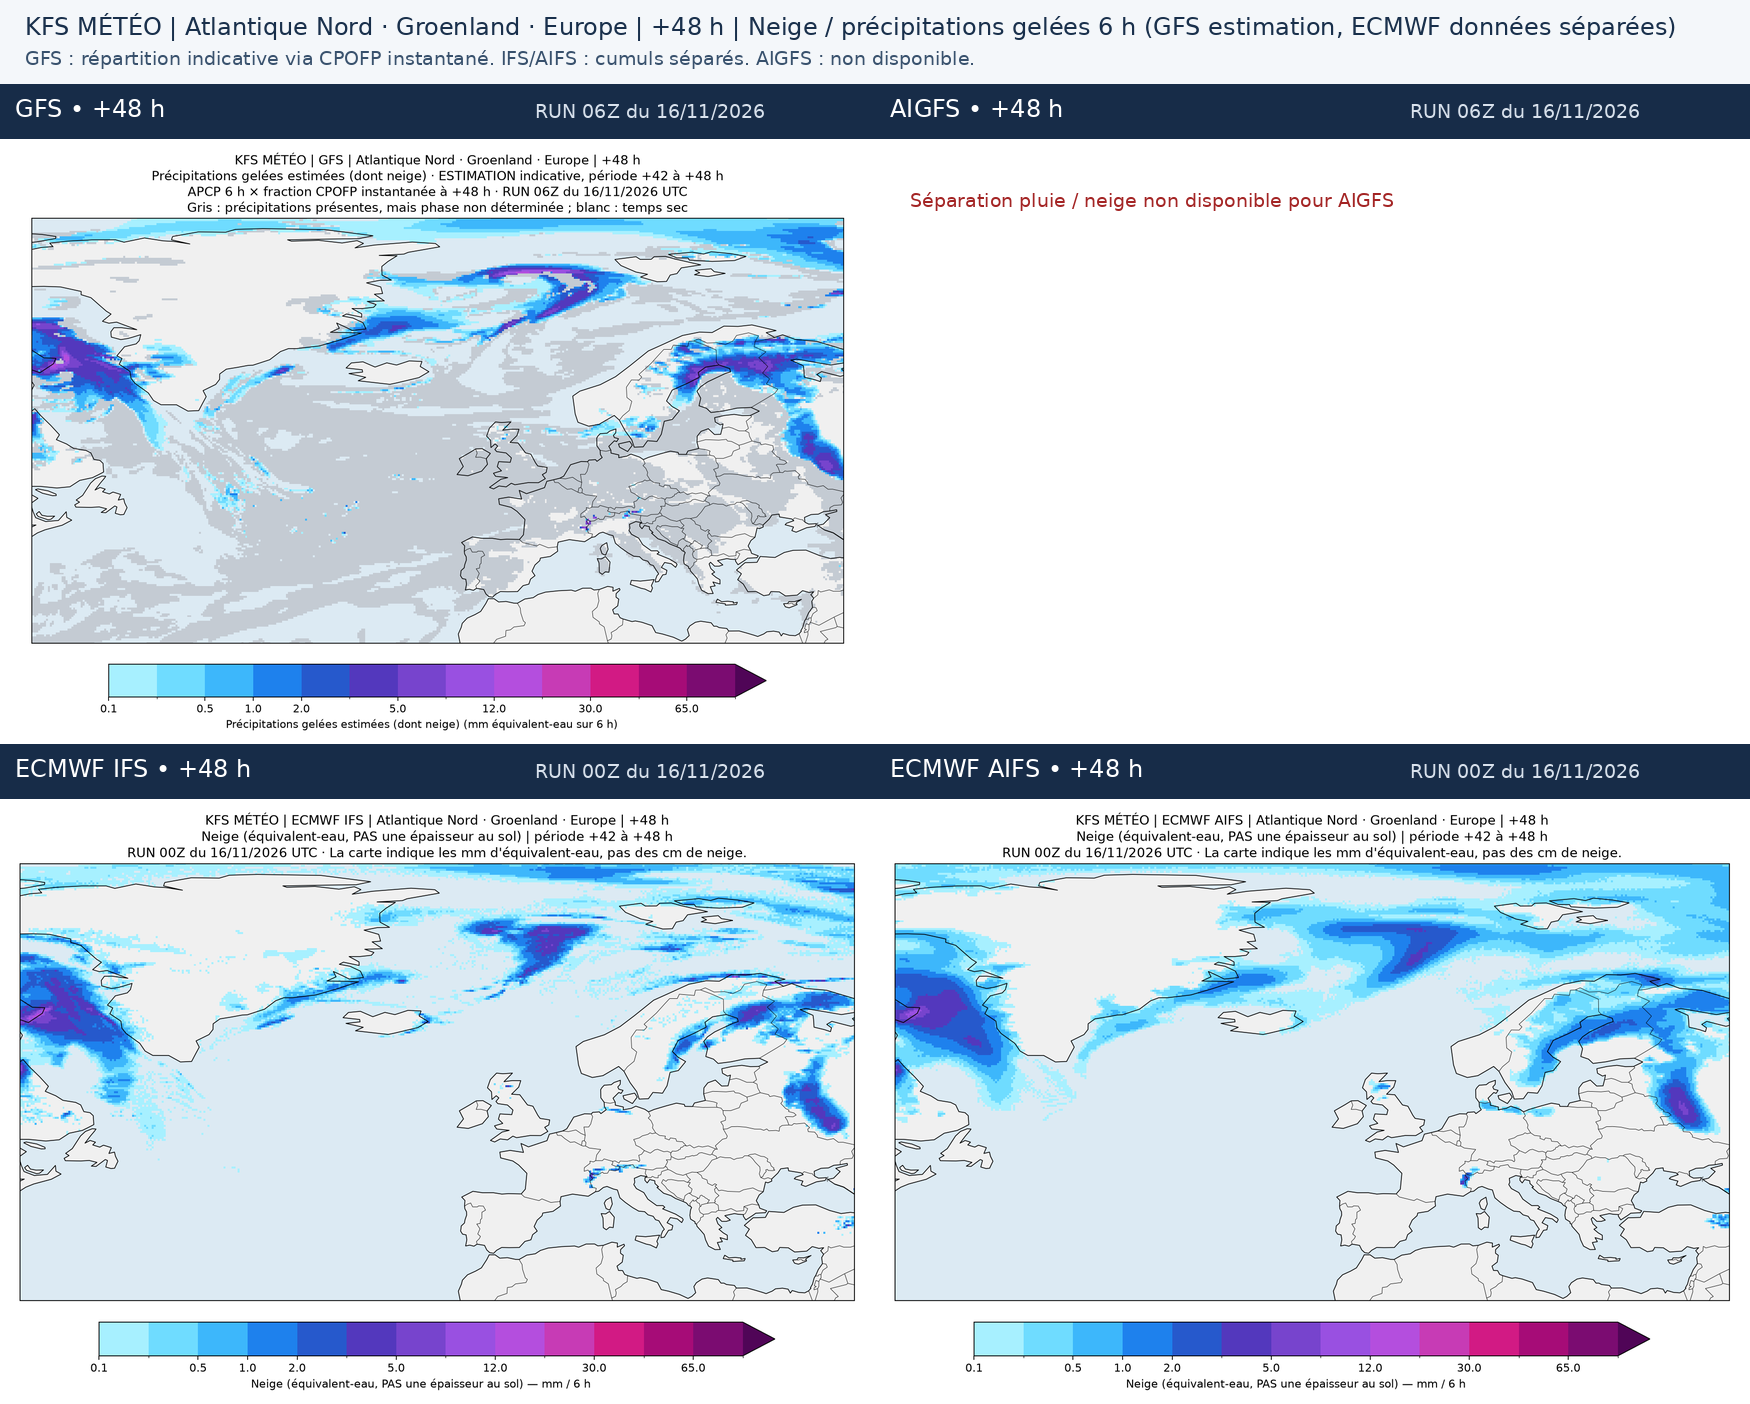 KFS MÉTÉO | Atlantique Nord · Groenland · Europe | +48 h | Neige / précipitations gelées 6 h (GFS estimation, ECMWF données séparées)
GFS : répartition indicative via CPOFP instantané. IFS/AIFS : cumuls séparés. AIGFS : non disponible.
GFS • +48 h
RUN 06Z du 16/11/2026
AIGFS • +48 h
RUN 06Z du 16/11/2026
KFS MÉTÉO | GFS | Atlantique Nord · Groenland · Europe | +48 h
Précipitations gelées estimées (dont neige) · ESTIMATION indicative, période +42 à +48 h
APCP 6 h × fraction CPOFP instantanée à +48 h · RUN 06Z du 16/11/2026 UTC
Gris : précipitations présentes, mais phase non déterminée ; blanc : temps sec
Séparation pluie / neige non disponible pour AIGFS
0.1 0.5 1.0 2.0 5.0 12.0 30.0 65.0
Précipitations gelées estimées (dont neige) (mm équivalent-eau sur 6 h)
ECMWF IFS • +48 h
RUN 00Z du 16/11/2026
ECMWF AIFS • +48 h
RUN 00Z du 16/11/2026
KFS MÉTÉO | ECMWF IFS | Atlantique Nord · Groenland · Europe | +48 h
Neige (équivalent-eau, PAS une épaisseur au sol) | période +42 à +48 h
RUN 00Z du 16/11/2026 UTC · La carte indique les mm d'équivalent-eau, pas des cm de neige.
KFS MÉTÉO | ECMWF AIFS | Atlantique Nord · Groenland · Europe | +48 h
Neige (équivalent-eau, PAS une épaisseur au sol) | période +42 à +48 h
RUN 00Z du 16/11/2026 UTC · La carte indique les mm d'équivalent-eau, pas des cm de neige.
0.1 0.5 1.0 2.0 5.0 12.0 30.0 65.0
Neige (équivalent-eau, PAS une épaisseur au sol) — mm / 6 h
0.1 0.5 1.0 2.0 5.0 12.0 30.0 65.0
Neige (équivalent-eau, PAS une épaisseur au sol) — mm / 6 h